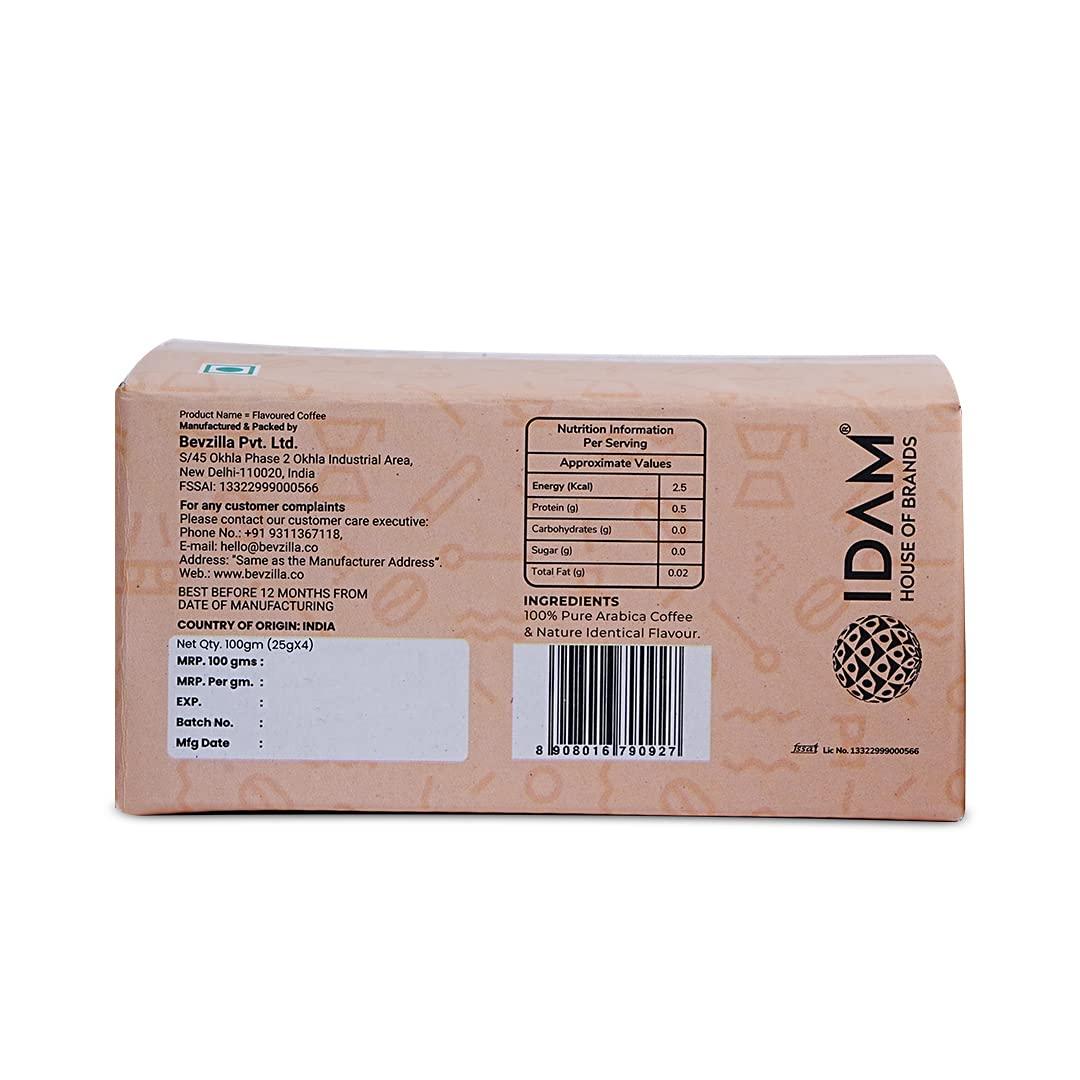 Product Name = Flavoured Coffee
Manufactured & Packed by
Bevzilla Pvt. Ltd.
S/45 Okhla Phase 2 Okhla Industrial Area,
New Delhi-110020, India
FSSAI: 13322999000566
For any customer complaints
Please contact our customer care executive:
Phone No.: +91 9311367118,
E-mail: hello@bevzilla.co
Address: "Same as the Manufacturer Address".
Web.: www.bevzilla.co
BEST BEFORE 12 MONTHS FROM
DATE OF MANUFACTURING
COUNTRY OF ORIGIN: INDIA
Net Qty. 100gm (25gX4)
MRP. 100 gms :
MRP. Per gm. :
EXP. :
Batch No. :
Mfg Date :
Nutrition Information
Per Serving
Approximate Values
Energy (Kcal) 2.5
Protein (g) 0.5
Carbohydrates (g) 0.0
Sugar (g) 0.0
Total Fat (g) 0.02
INGREDIENTS
100% Pure Arabica Coffee
& Nature Identical Flavour.
8 908016 790927
IDAM®
HOUSE OF BRANDS
fssai Lic No. 13322999000566